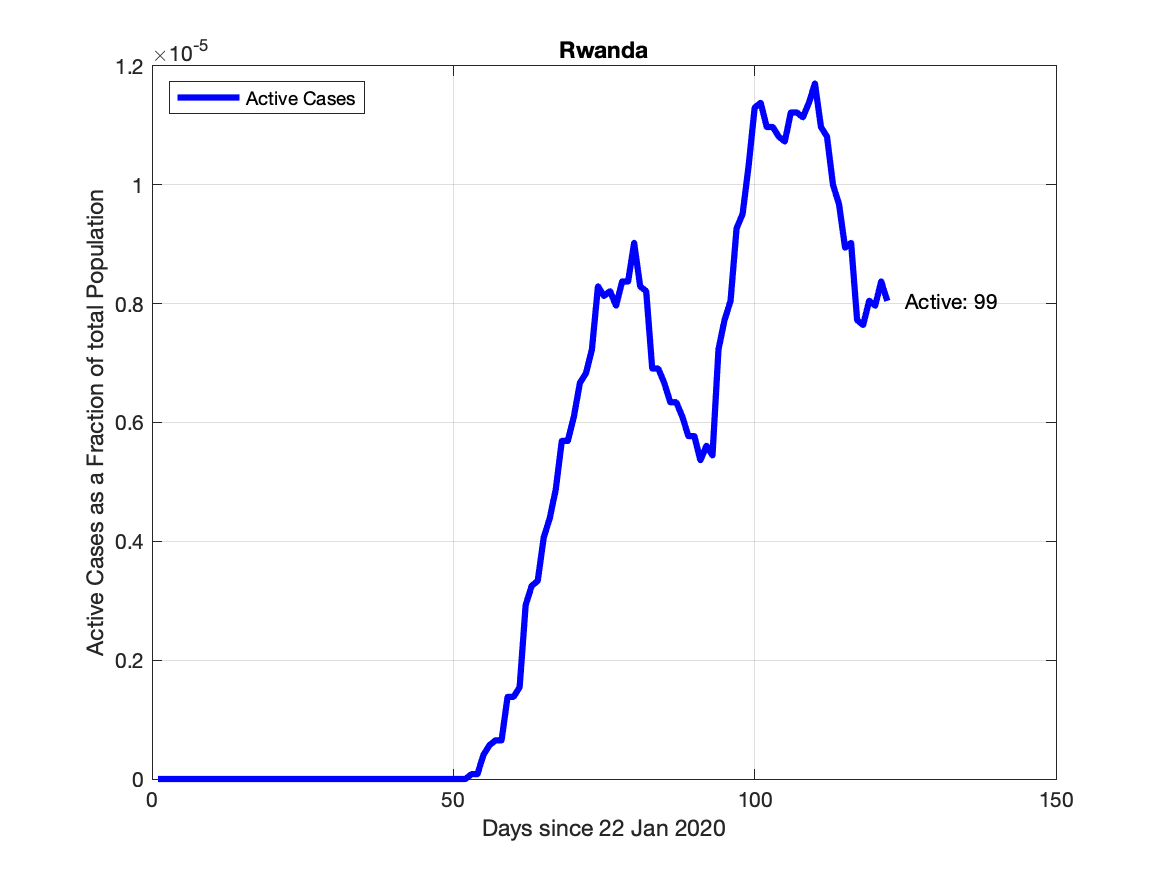 Rwanda
×10-5
Active Cases
1.2
1
0.8
0.6
0.4
0.2
0
Active Cases as a Fraction of total Population
Active: 99
0 50 100 150
Days since 22 Jan 2020